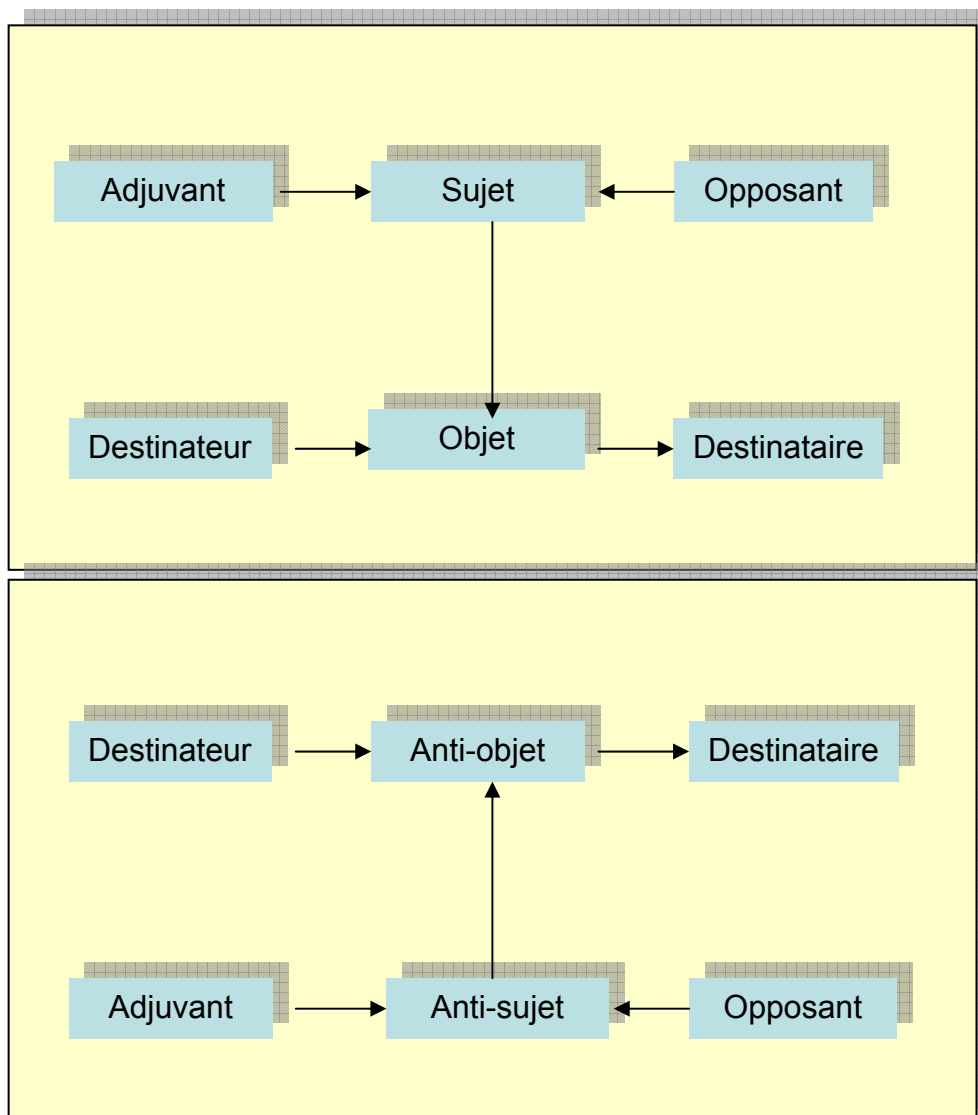 Adjuvant Sujet Opposant
Destinateur Objet Destinataire
Destinateur Anti-objet Destinataire
Adjuvant Anti-sujet Opposant